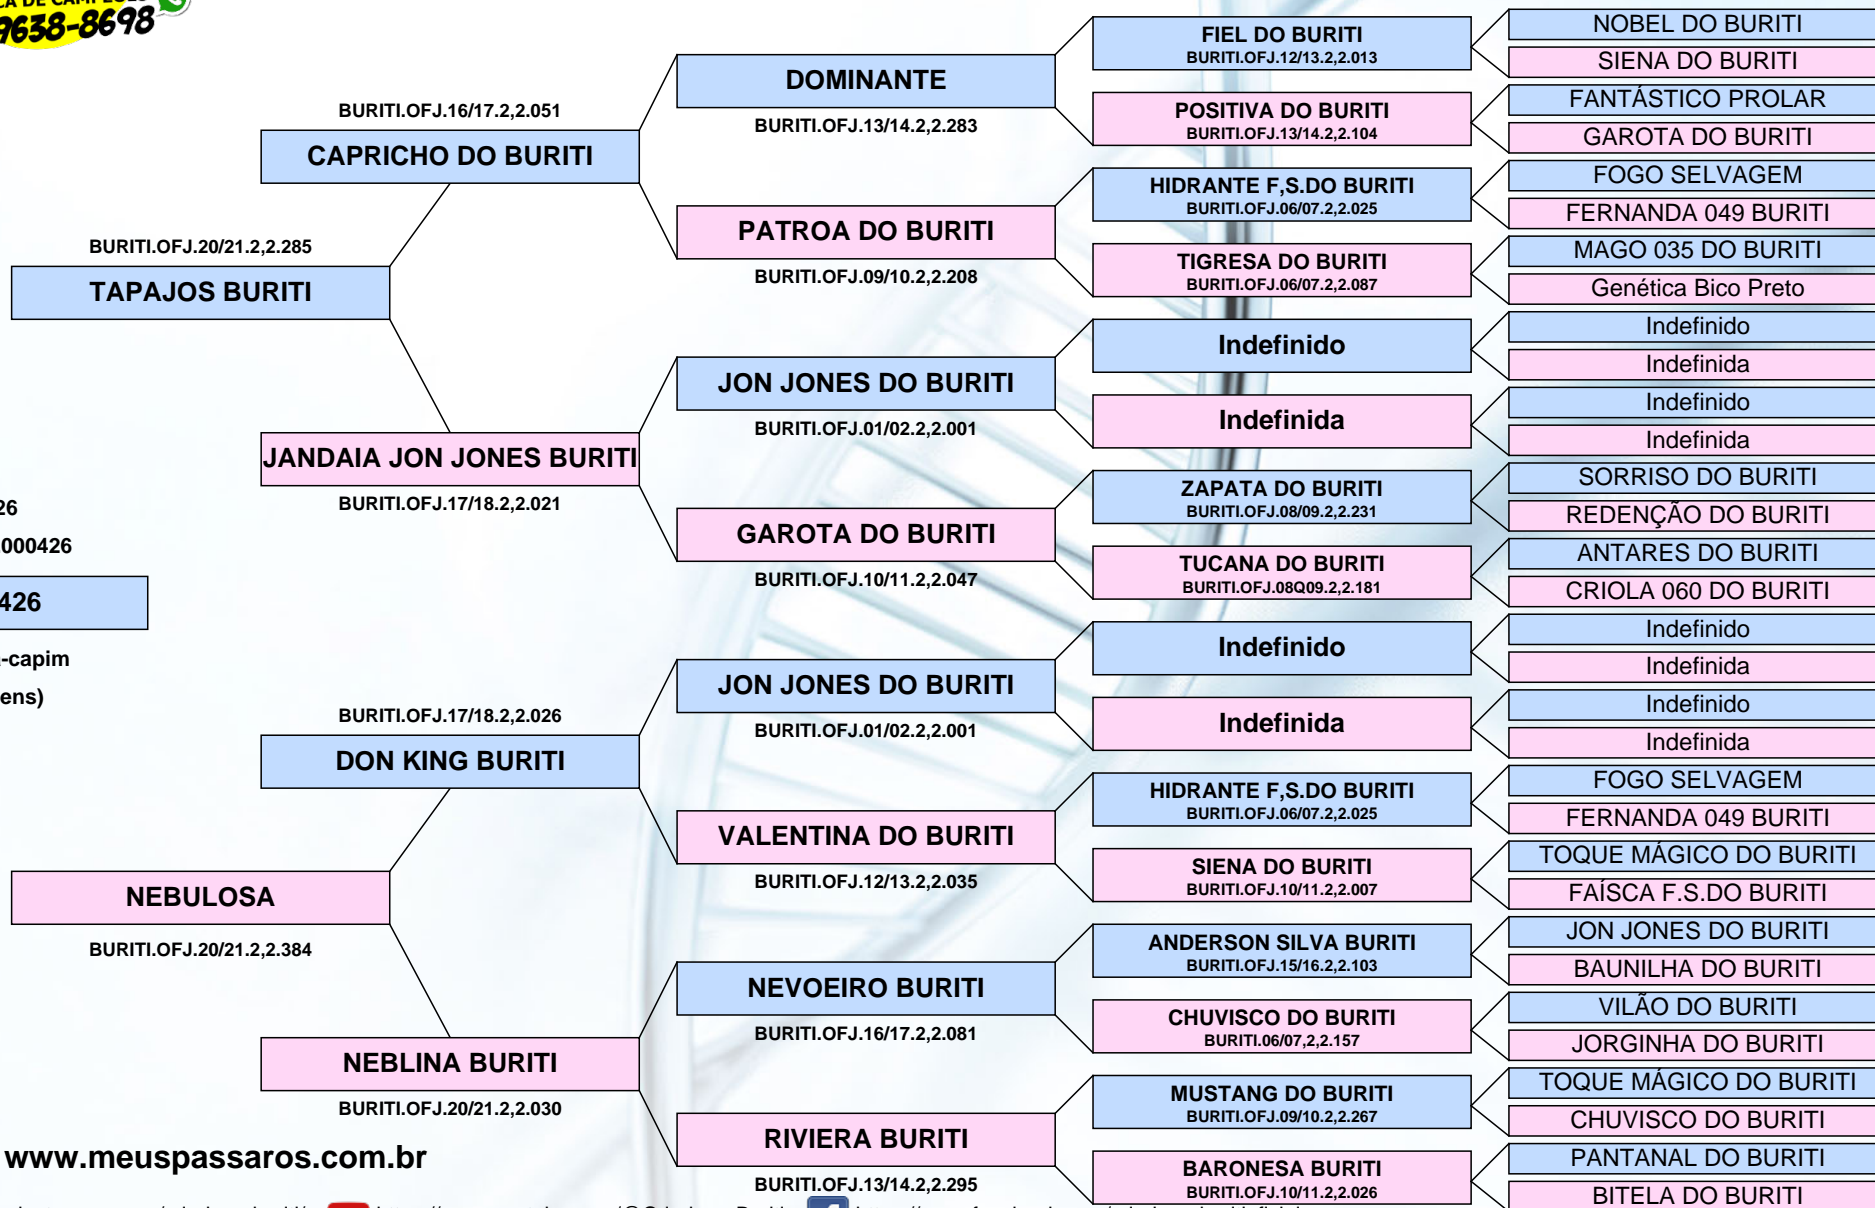 9638-8698
BURITI.OFJ.20/21.2,2.285
TAPAJOS BURITI
26
000426
426
-capim
ens)
NEBULOSA
BURITI.OFJ.20/21.2,2.384
www.meuspassaros.com.br
BURITI.OFJ.16/17.2,2.051
CAPRICHO DO BURITI
JANDAIA JON JONES BURITI
BURITI.OFJ.17/18.2,2.021
BURITI.OFJ.17/18.2,2.026
DON KING BURITI
NEBLINA BURITI
BURITI.OFJ.20/21.2,2.030
DOMINANTE
BURITI.OFJ.13/14.2,2.283
PATROA DO BURITI
BURITI.OFJ.09/10.2,2.208
JON JONES DO BURITI
BURITI.OFJ.01/02.2,2.001
GAROTA DO BURITI
BURITI.OFJ.10/11.2,2.047
JON JONES DO BURITI
BURITI.OFJ.01/02.2,2.001
VALENTINA DO BURITI
BURITI.OFJ.12/13.2,2.035
NEVOEIRO BURITI
BURITI.OFJ.16/17.2,2.081
RIVIERA BURITI
BURITI.OFJ.13/14.2,2.295
FIEL DO BURITI
BURITI.OFJ.12/13.2,2.013
POSITIVA DO BURITI
BURITI.OFJ.13/14.2,2.104
HIDRANTE F,S.DO BURITI
BURITI.OFJ.06/07.2,2.025
TIGRESA DO BURITI
BURITI.OFJ.06/07.2,2.087
Indefinido
Indefinida
ZAPATA DO BURITI
BURITI.OFJ.08/09.2,2.231
TUCANA DO BURITI
BURITI.OFJ.08Q09.2,2.181
Indefinido
Indefinida
HIDRANTE F,S.DO BURITI
BURITI.OFJ.06/07.2,2.025
SIENA DO BURITI
BURITI.OFJ.10/11.2,2.007
ANDERSON SILVA BURITI
BURITI.OFJ.15/16.2,2.103
CHUVISCO DO BURITI
BURITI.06/07,2,2.157
MUSTANG DO BURITI
BURITI.OFJ.09/10.2,2.267
BARONESA BURITI
BURITI.OFJ.10/11.2,2.026
NOBEL DO BURITI
SIENA DO BURITI
FANTÁSTICO PROLAR
GAROTA DO BURITI
FOGO SELVAGEM
FERNANDA 049 BURITI
MAGO 035 DO BURITI
Genética Bico Preto
Indefinido
Indefinida
Indefinido
Indefinida
SORRISO DO BURITI
REDENÇÃO DO BURITI
ANTARES DO BURITI
CRIOLA 060 DO BURITI
Indefinido
Indefinida
Indefinido
Indefinida
FOGO SELVAGEM
FERNANDA 049 BURITI
TOQUE MÁGICO DO BURITI
FAÍSCA F.S.DO BURITI
JON JONES DO BURITI
BAUNILHA DO BURITI
VILÃO DO BURITI
JORGINHA DO BURITI
TOQUE MÁGICO DO BURITI
CHUVISCO DO BURITI
PANTANAL DO BURITI
BITELA DO BURITI